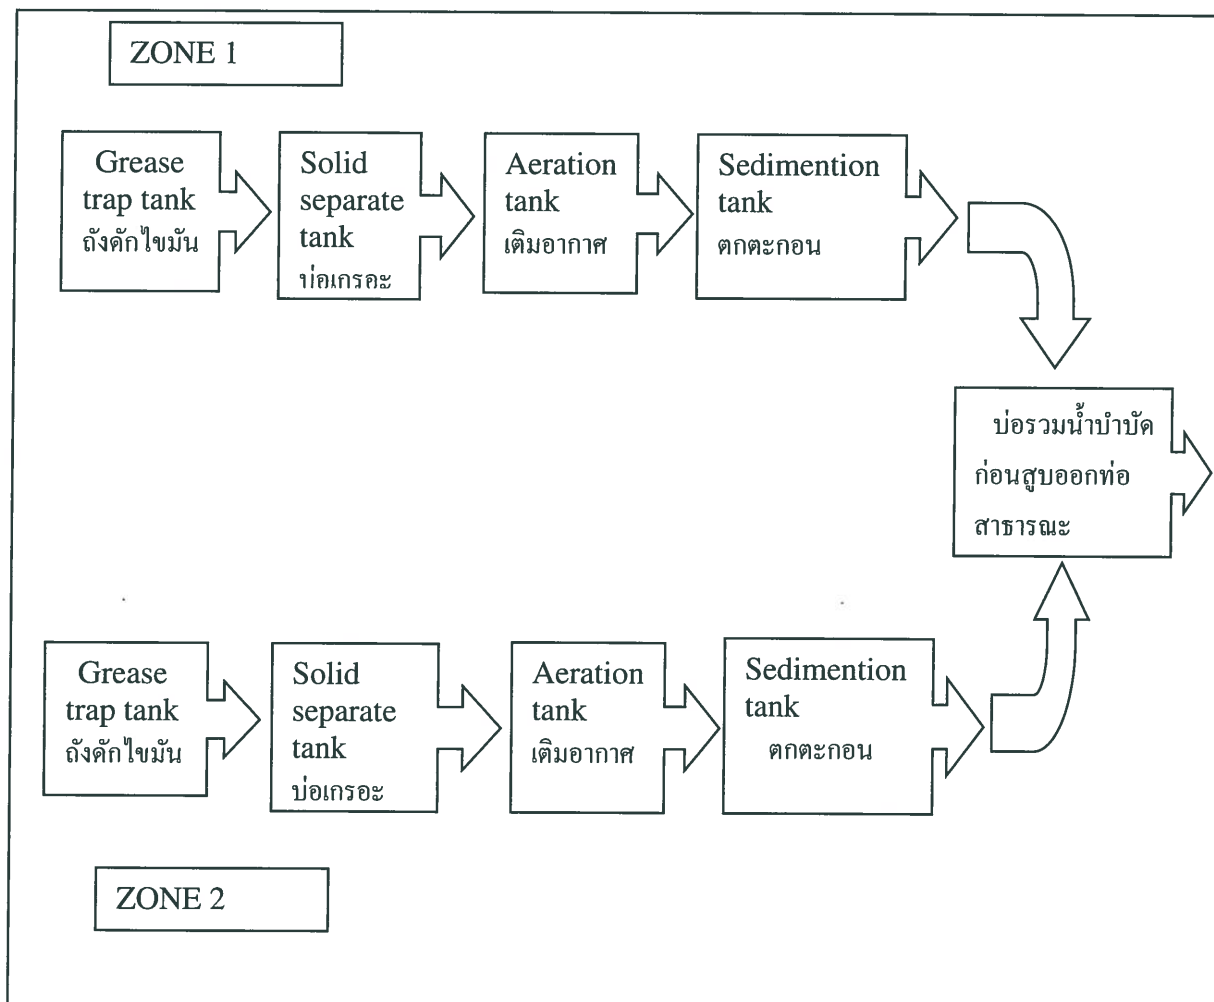 ZONE 1
Grease
trap tank
ถังดักไขมัน
Solid
separate
tank
บ่อเกรอะ
Aeration
tank
เติมอากาศ
Sedimention
tank
ตกตะกอน
บ่อรวมน้ำบำบัด
ก่อนสูบออกท่อ
สาธารณะ
Grease
trap tank
ถังดักไขมัน
Solid
separate
tank
บ่อเกรอะ
Aeration
tank
เติมอากาศ
Sedimention
tank
ตกตะกอน
ZONE 2